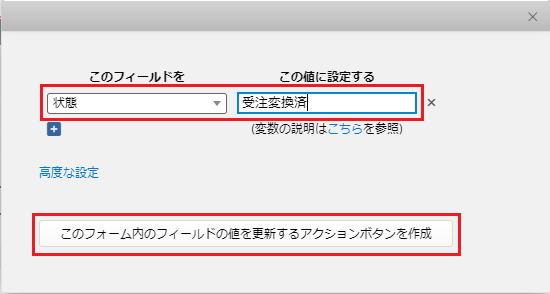 このフィールドを この値に設定する
状態 受注変換済
(変数の説明はこちらを参照)
高度な設定
このフォーム内のフィールドの値を更新するアクションボタンを作成